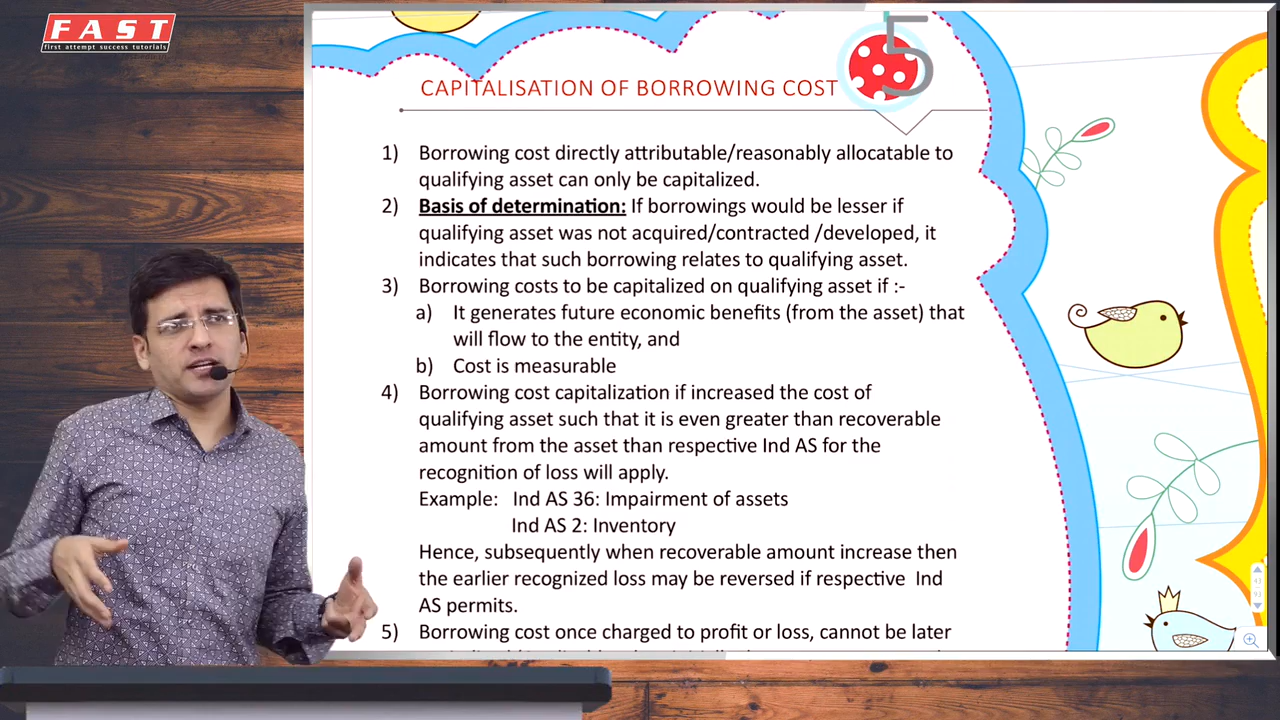 FAST
first attempt success tutorials
5
CAPITALISATION OF BORROWING COST
1) Borrowing cost directly attributable/reasonably allocatable to
qualifying asset can only be capitalized.
2) Basis of determination: If borrowings would be lesser if
qualifying asset was not acquired/contracted /developed, it
indicates that such borrowing relates to qualifying asset.
3) Borrowing costs to be capitalized on qualifying asset if :-
a) It generates future economic benefits (from the asset) that
will flow to the entity, and
b) Cost is measurable
4) Borrowing cost capitalization if increased the cost of
qualifying asset such that it is even greater than recoverable
amount from the asset than respective Ind AS for the
recognition of loss will apply.
Example: Ind AS 36: Impairment of assets
Ind AS 2: Inventory
Hence, subsequently when recoverable amount increase then
the earlier recognized loss may be reversed if respective Ind
AS permits.
5) Borrowing cost once charged to profit or loss, cannot be later